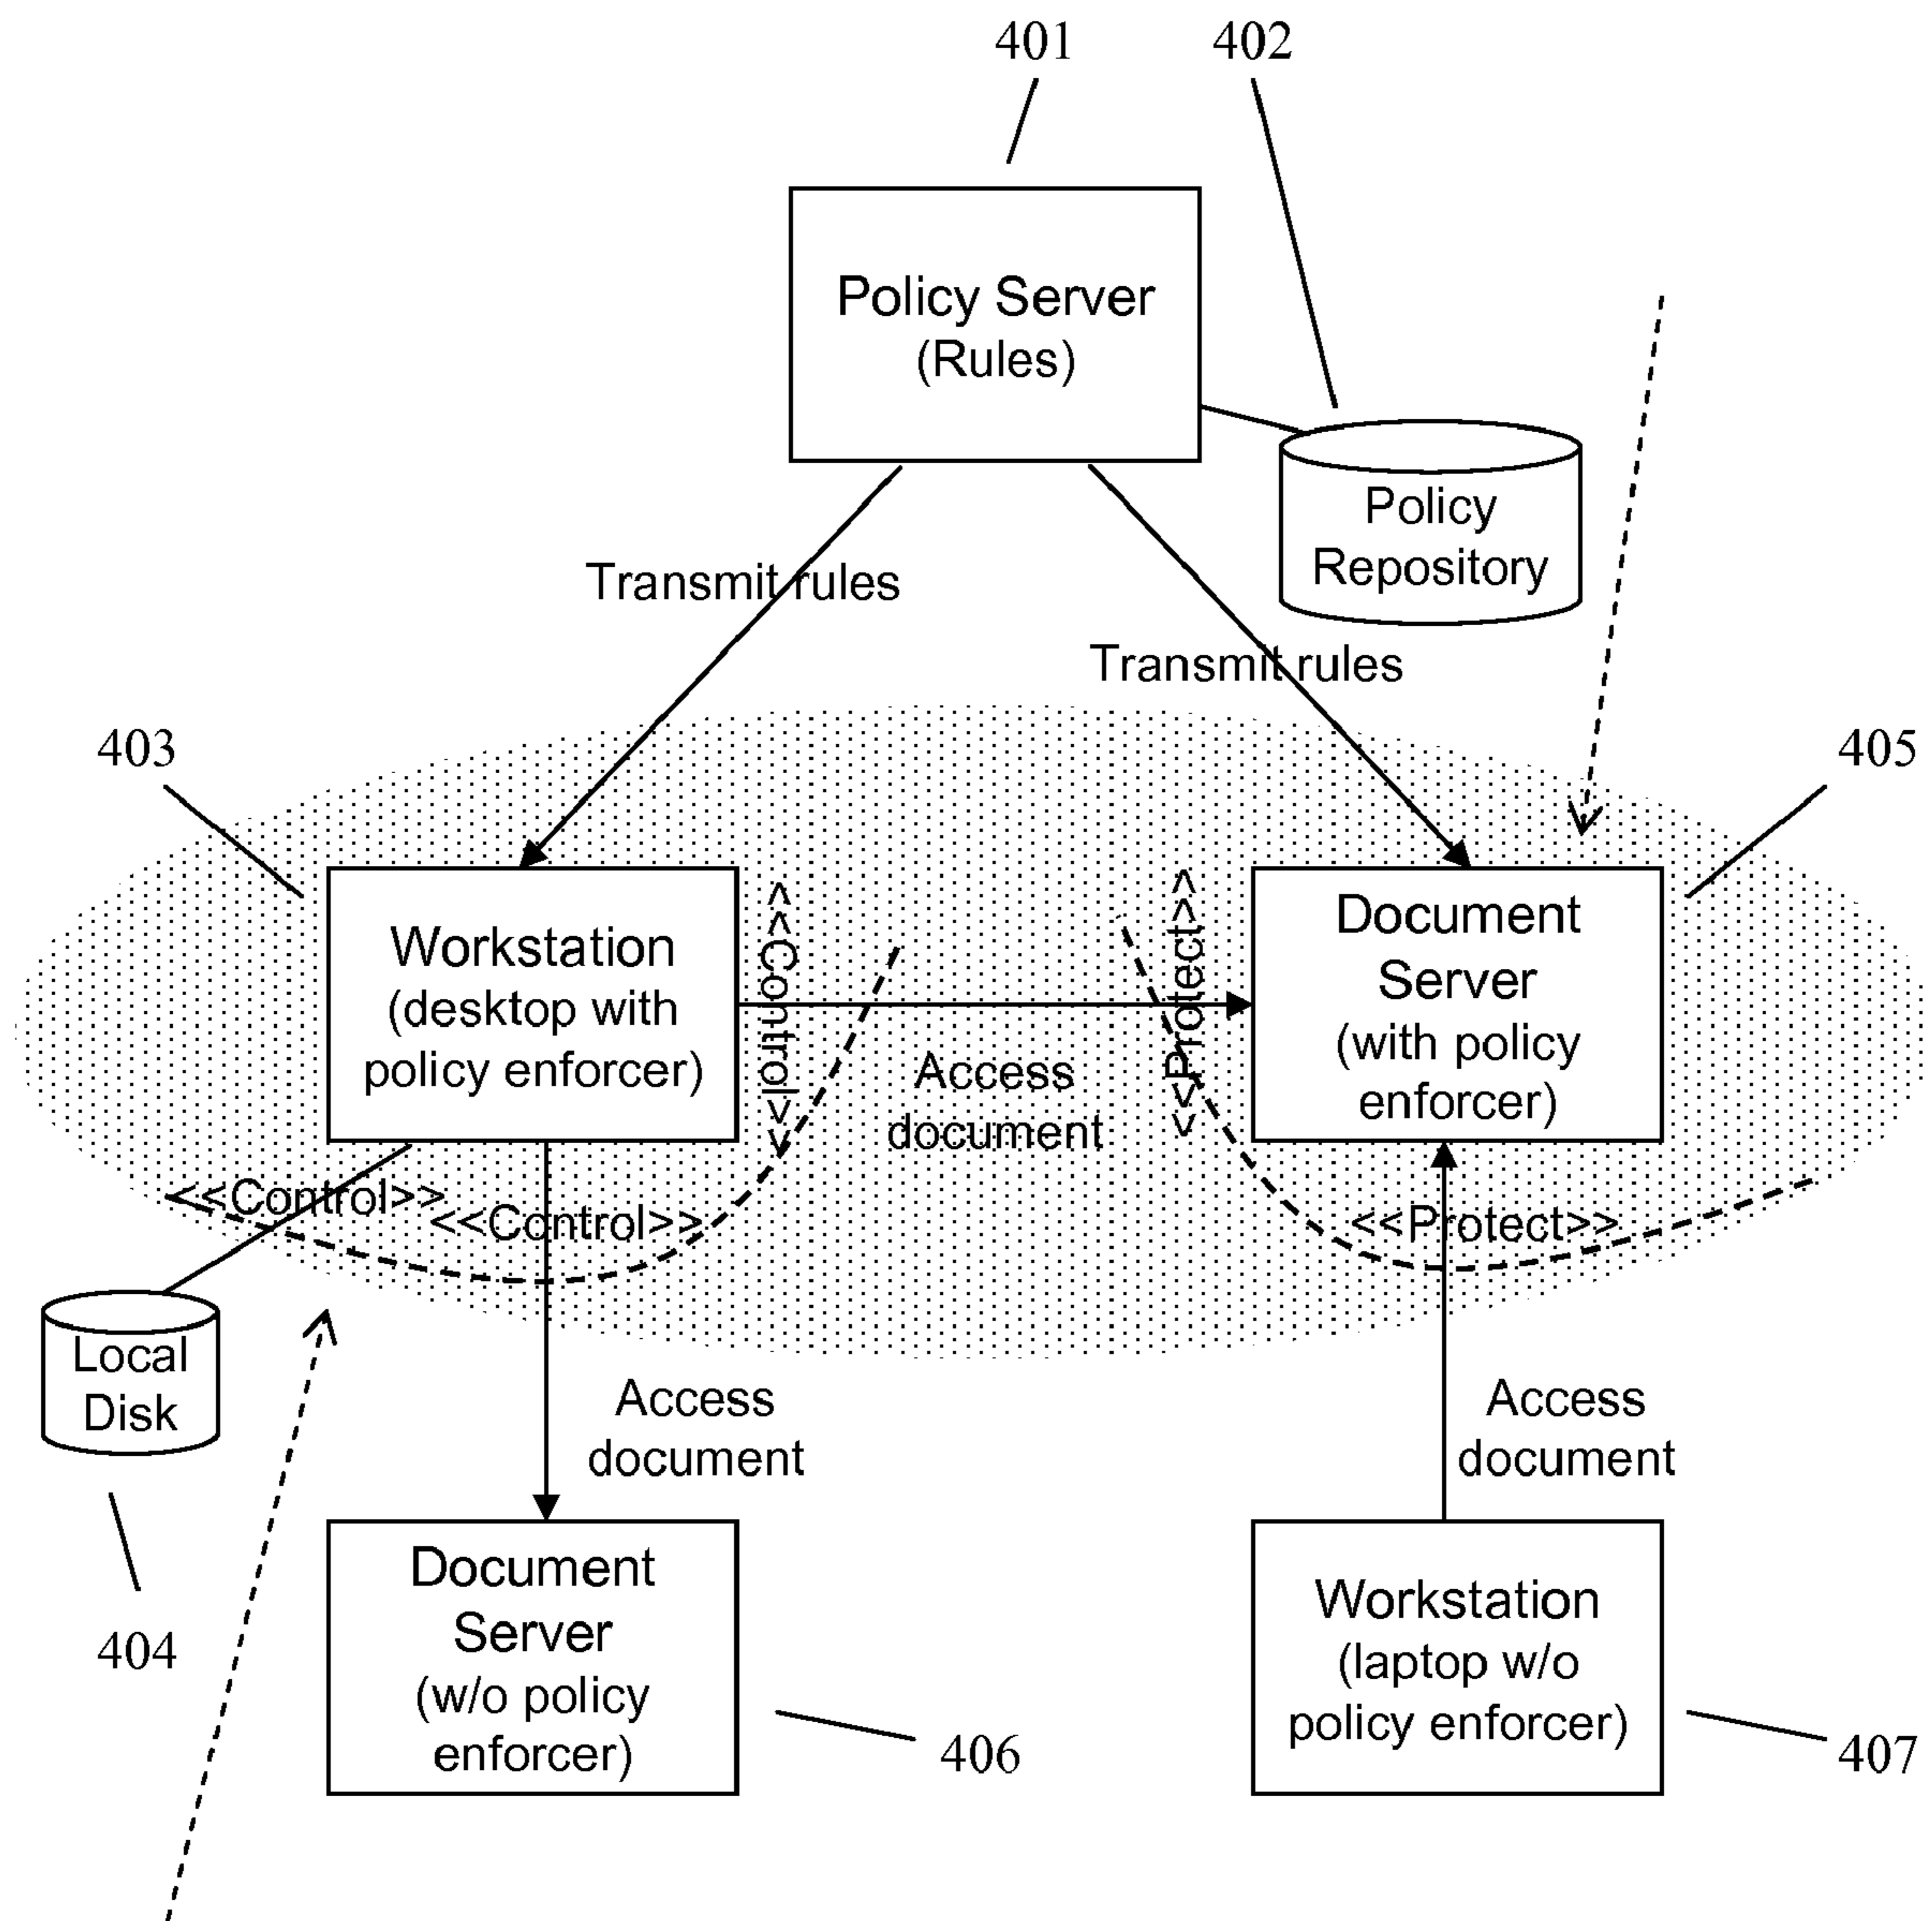 401
402
Policy Server
(Rules)
Policy
Repository
Transmit rules
Transmit rules
403
405
Workstation
(desktop with
policy enforcer)
<<Control>>
<<Protect>>
Document
Server
(with policy
enforcer)
Access
document
<<Control>>
<<Control>>
<<Protect>>
Local
Disk
Access
document
Access
document
404
Document
Server
(w/o policy
enforcer)
406
Workstation
(laptop w/o
policy enforcer)
407